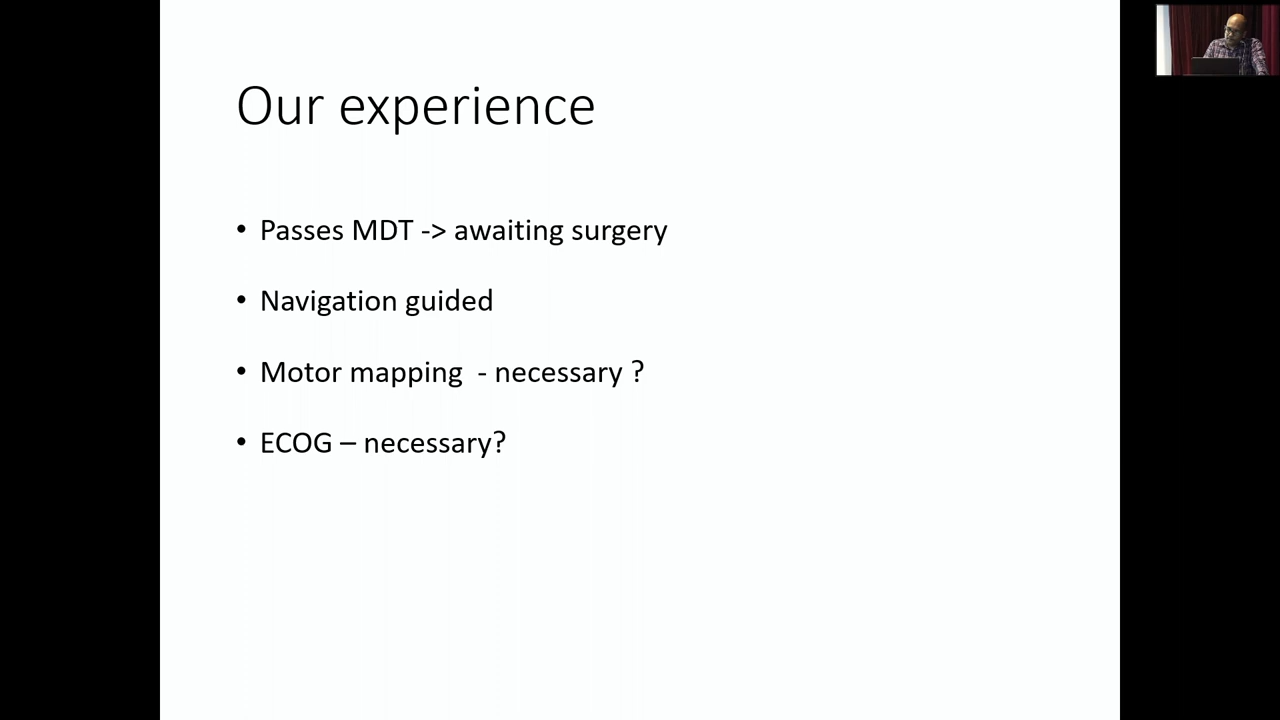 Our experience
• Passes MDT -> awaiting surgery
• Navigation guided
• Motor mapping  - necessary ?
• ECOG – necessary?